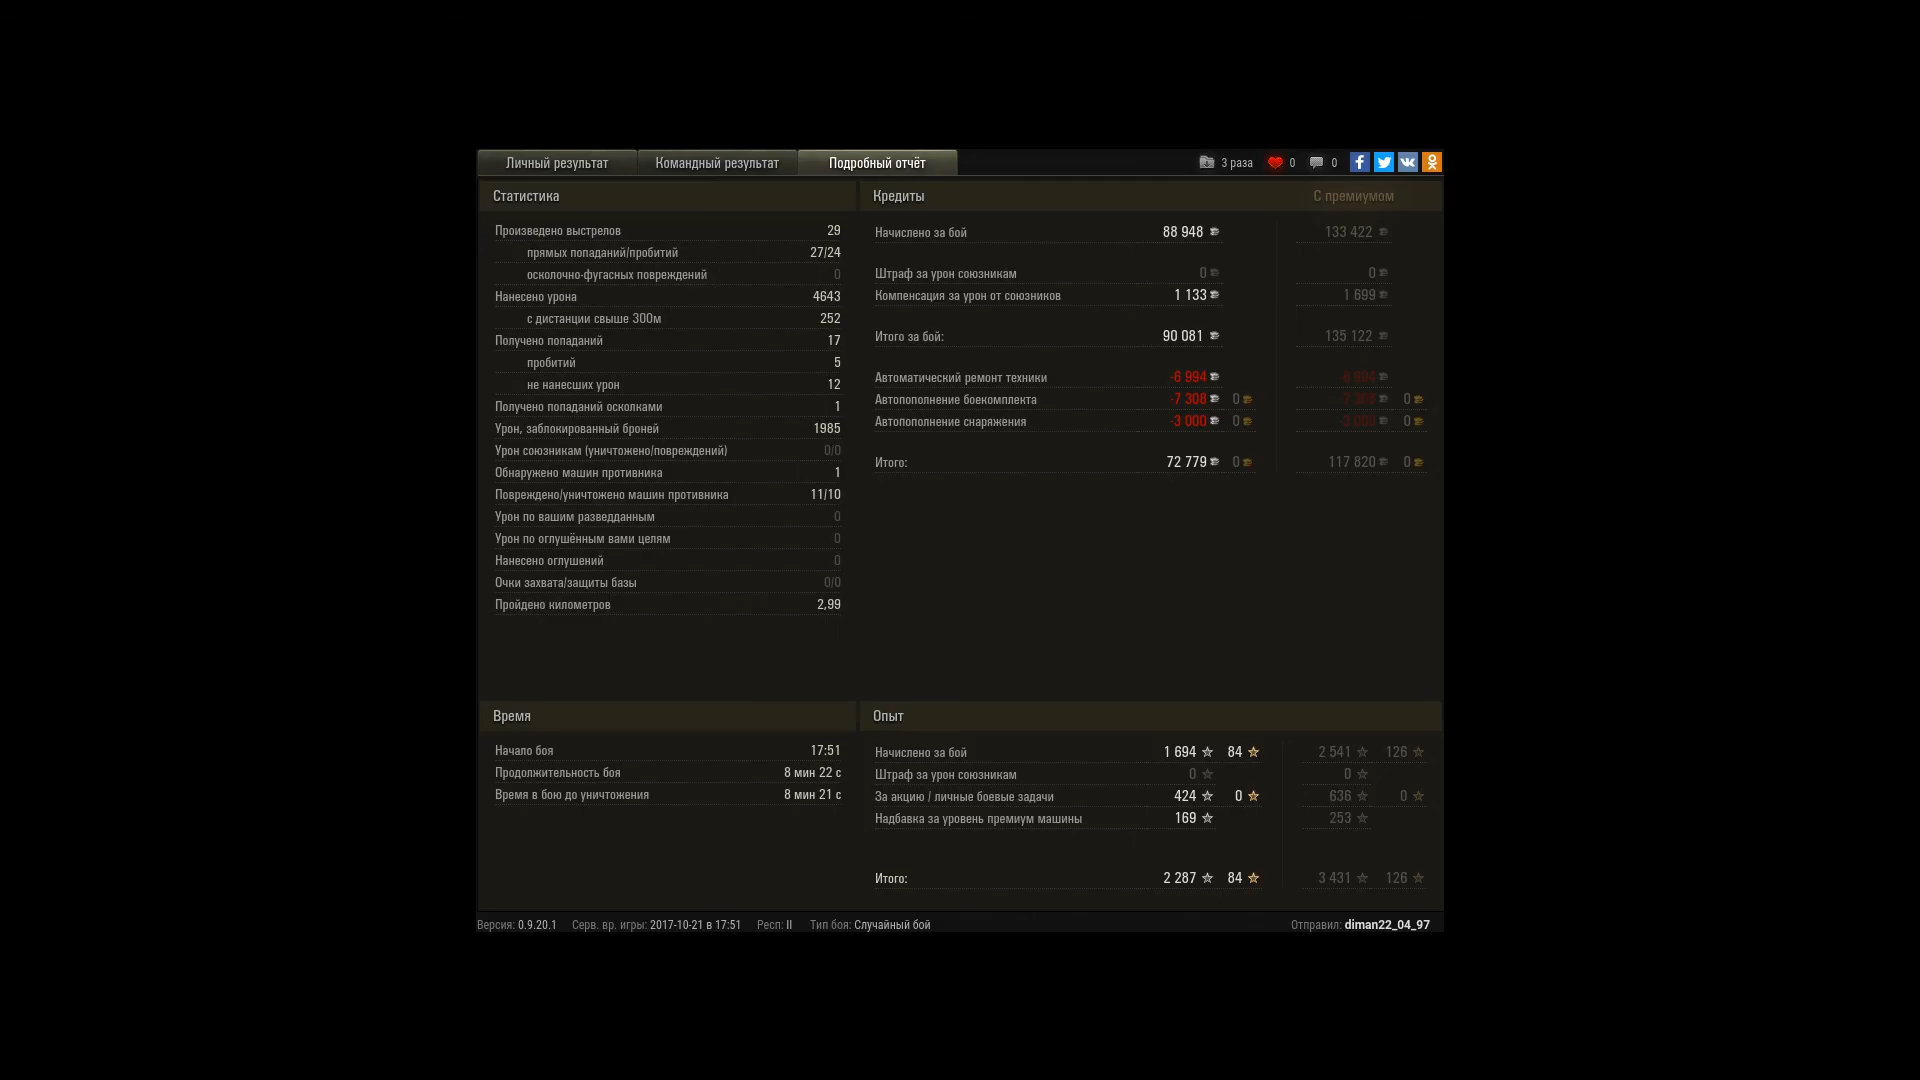 Личный результат Командный результат Подробный отчёт 3 раза 0 0
Статистика
Произведено выстрелов 29
прямых попаданий/пробитий 27/24
осколочно-фугасных повреждений 0
Нанесено урона 4643
с дистанции свыше 300м 252
Получено попаданий 17
пробитий 5
не нанесших урон 12
Получено попаданий осколками 1
Урон, заблокированный броней 1985
Урон союзникам (уничтожено/повреждений) 0/0
Обнаружено машин противника 1
Повреждено/уничтожено машин противника 11/10
Урон по вашим разведданным 0
Урон по оглушённым вами целям 0
Нанесено оглушений 0
Очки захвата/защиты базы 0/0
Пройдено километров 2,99
Кредиты С премиумом
Начислено за бой 88 948 133 422
Штраф за урон союзникам 0 0
Компенсация за урон от союзников 1 133 1 699
Итого за бой: 90 081 135 122
Автоматический ремонт техники -6 994 -6 994
Автопополнение боекомплекта -7 308 0 -7 308 0
Автопополнение снаряжения -3 000 0 -3 000 0
Итого: 72 779 0 117 820 0
Время
Начало боя 17:51
Продолжительность боя 8 мин 22 с
Время в бою до уничтожения 8 мин 21 с
Опыт
Начислено за бой 1 694 84 2 541 126
Штраф за урон союзникам 0 0
За акцию / личные боевые задачи 424 0 636 0
Надбавка за уровень премиум машины 169 253
Итого: 2 287 84 3 431 126
Версия: 0.9.20.1 Серв. вр. игры: 2017-10-21 в 17:51 Респ: II Тип боя: Случайный бой Отправил: diman22_04_97